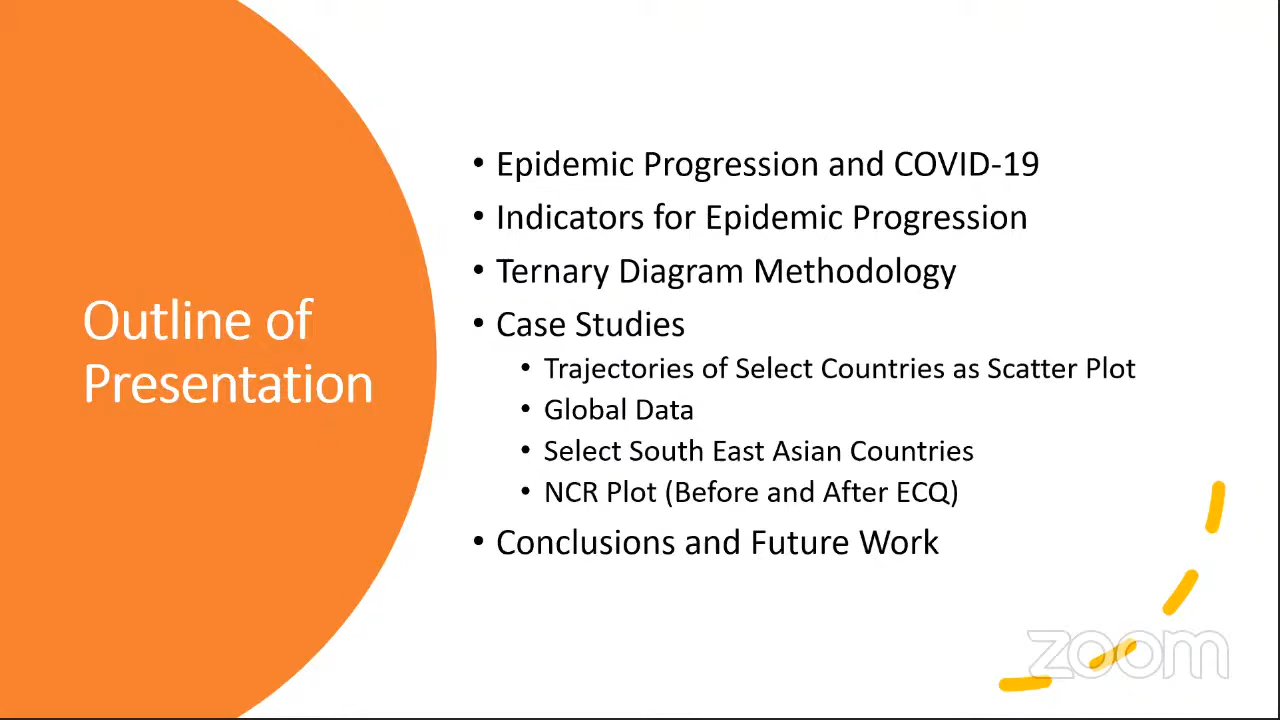 Outline of
Presentation
• Epidemic Progression and COVID-19
• Indicators for Epidemic Progression
• Ternary Diagram Methodology
• Case Studies
• Trajectories of Select Countries as Scatter Plot
• Global Data
• Select South East Asian Countries
• NCR Plot (Before and After ECQ)
• Conclusions and Future Work
zoom